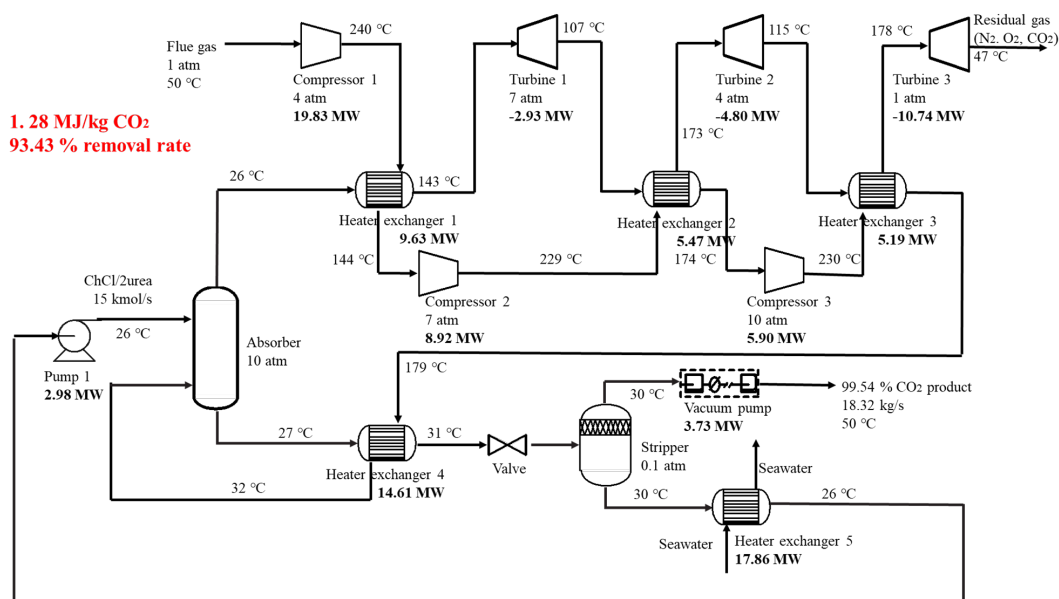 240 ℃
Flue gas
1 atm
50 ℃
Compressor 1
4 atm
19.83 MW
107 ℃
Turbine 1
7 atm
-2.93 MW
115 ℃
Turbine 2
4 atm
-4.80 MW
178 ℃
Residual gas
(N2. O2, CO2)
47 ℃
Turbine 3
1 atm
-10.74 MW
1. 28 MJ/kg CO2
93.43 % removal rate
26 ℃
143 ℃
173 ℃
Heater exchanger 1
9.63 MW
Heater exchanger 2
5.47 MW
Heater exchanger 3
5.19 MW
144 ℃
229 ℃
174 ℃
230 ℃
Compressor 2
7 atm
8.92 MW
Compressor 3
10 atm
5.90 MW
ChCl/2urea
15 kmol/s
26 ℃
Pump 1
2.98 MW
Absorber
10 atm
179 ℃
27 ℃
31 ℃
Heater exchanger 4
14.61 MW
32 ℃
Valve
30 ℃
Vacuum pump
3.73 MW
99.54 % CO2 product
18.32 kg/s
50 ℃
Stripper
0.1 atm
Seawater
30 ℃
26 ℃
Seawater
Heater exchanger 5
17.86 MW